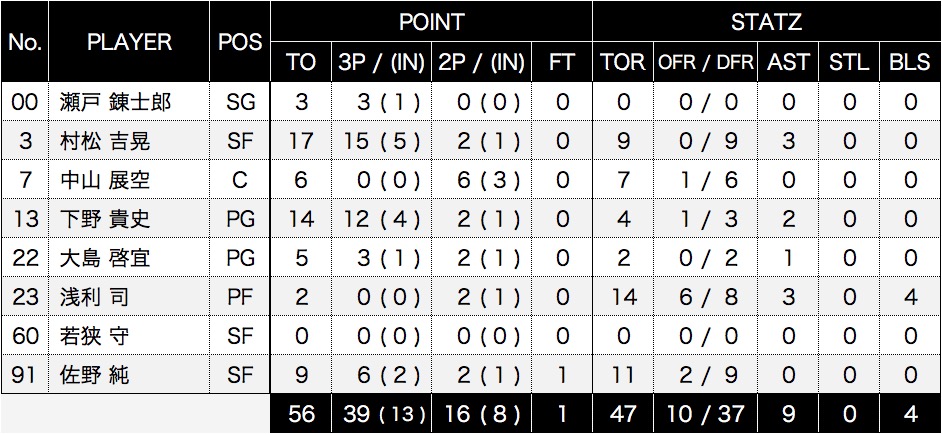 No. PLAYER POS POINT STATZ
TO 3P / (IN) 2P / (IN) FT TOR OFR / DFR AST STL BLS
00 瀬戸 錬士郎 SG 3 3 ( 1 ) 0 ( 0 ) 0 0 0 / 0 0 0 0
3 村松 吉晃 SF 17 15 ( 5 ) 2 ( 1 ) 0 9 0 / 9 3 0 0
7 中山 展空 C 6 0 ( 0 ) 6 ( 3 ) 0 7 1 / 6 0 0 0
13 下野 貴史 PG 14 12 ( 4 ) 2 ( 1 ) 0 4 1 / 3 2 0 0
22 大島 啓宜 PG 5 3 ( 1 ) 2 ( 1 ) 0 2 0 / 2 1 0 0
23 浅利 司 PF 2 0 ( 0 ) 2 ( 1 ) 0 14 6 / 8 3 0 4
60 若狭 守 SF 0 0 ( 0 ) 0 ( 0 ) 0 0 0 / 0 0 0 0
91 佐野 純 SF 9 6 ( 2 ) 2 ( 1 ) 1 11 2 / 9 0 0 0
56 39 ( 13 ) 16 ( 8 ) 1 47 10 / 37 9 0 4